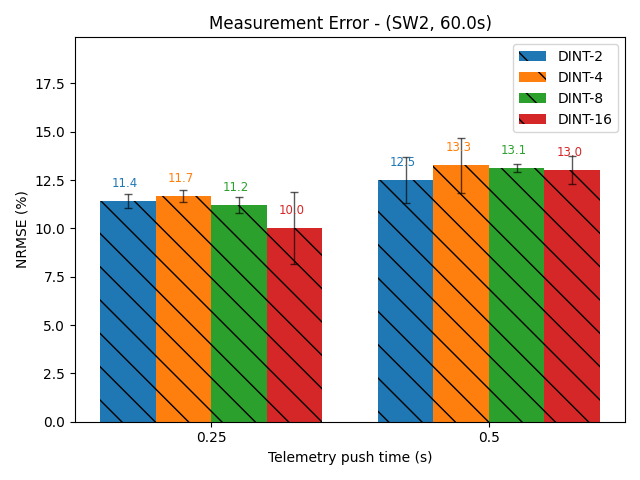 Measurement Error - (SW2, 60.0s)
DINT-2
DINT-4
DINT-8
DINT-16
NRMSE (%)
17.5
15.0
12.5
10.0
7.5
5.0
2.5
0.0
11.4
11.7
11.2
10.0
12.5
13.3
13.1
13.0
0.25
0.5
Telemetry push time (s)